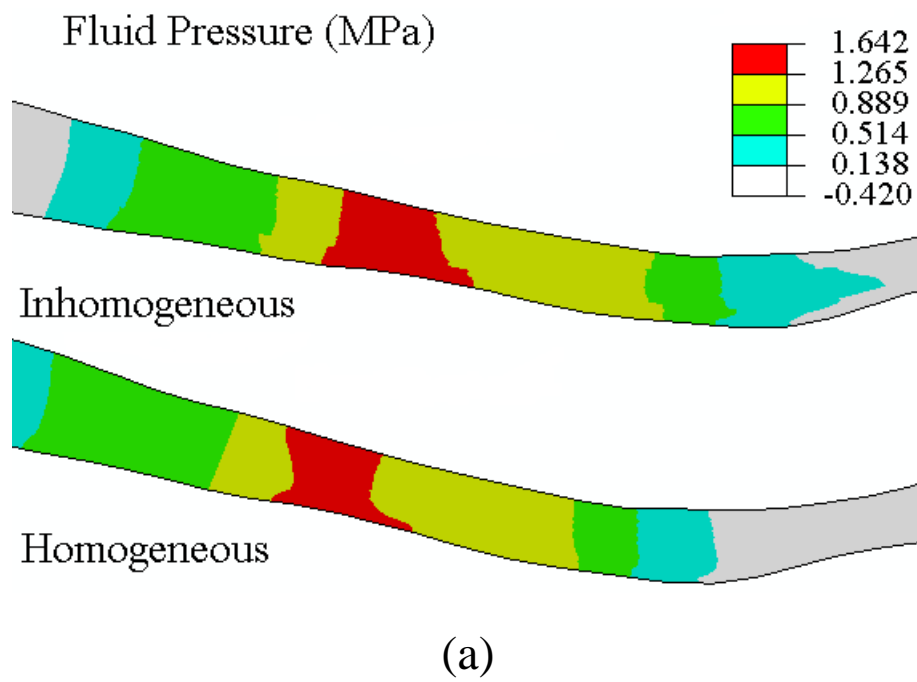 Fluid Pressure (MPa)
1.642
1.265
0.889
0.514
0.138
-0.420
Inhomogeneous
Homogeneous
(a)